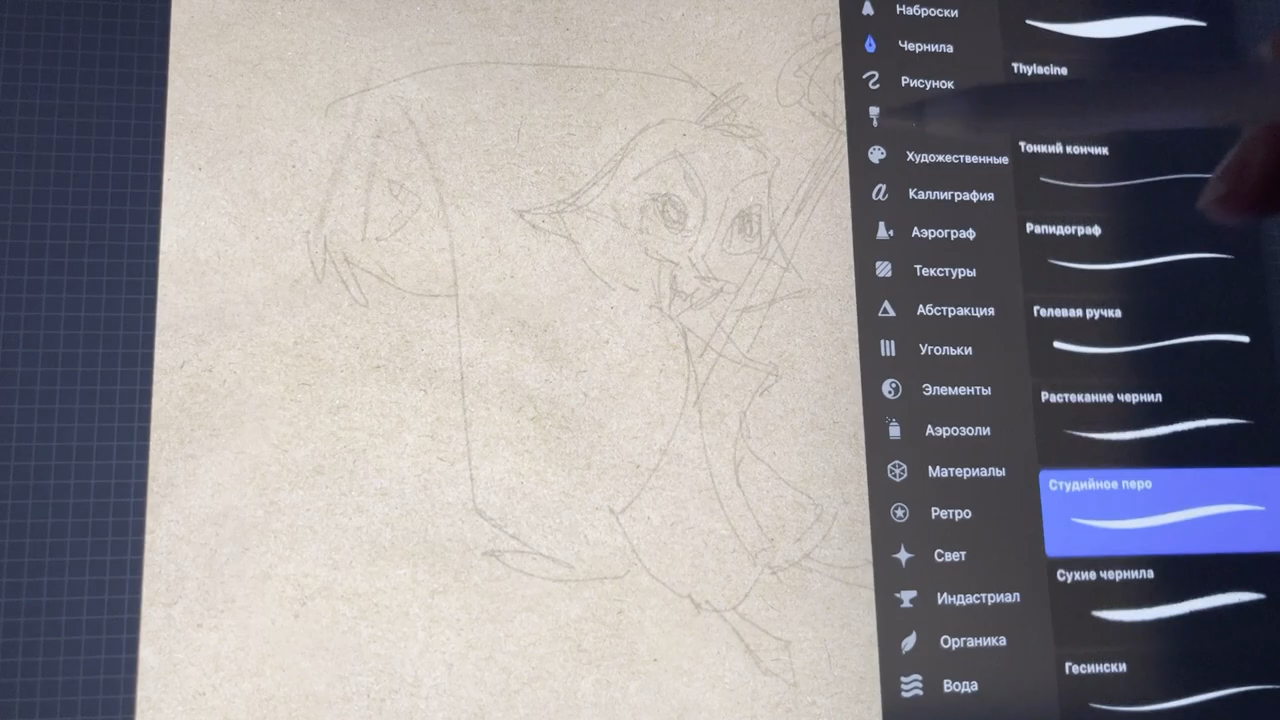 Наброски
Чернила
Рисунок
Художественные
Каллиграфия
Аэрограф
Текстуры
Абстракция
Угольки
Элементы
Аэрозоли
Материалы
Ретро
Свет
Индастриал
Органика
Вода
Thylacine
Тонкий кончик
Рапидограф
Гелевая ручка
Растекание чернил
Студийное перо
Сухие чернила
Гесински